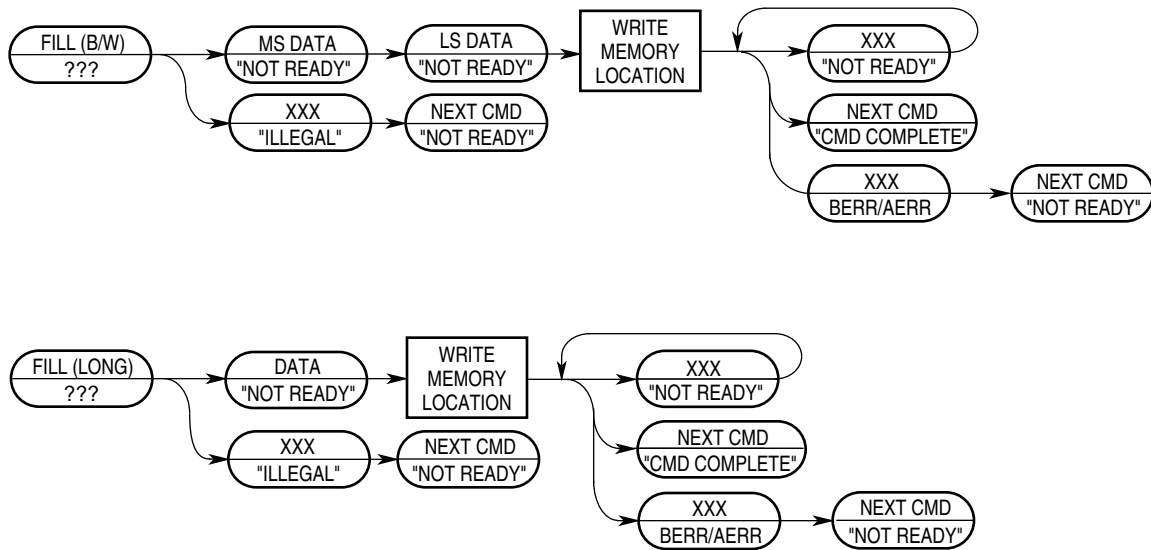 FILL (B/W)
???
MS DATA
"NOT READY"
LS DATA
"NOT READY"
WRITE
MEMORY
LOCATION
XXX
"NOT READY"
XXX
"ILLEGAL"
NEXT CMD
"NOT READY"
NEXT CMD
"CMD COMPLETE"
XXX
BERR/AERR
NEXT CMD
"NOT READY"
FILL (LONG)
???
DATA
"NOT READY"
WRITE
MEMORY
LOCATION
XXX
"NOT READY"
XXX
"ILLEGAL"
NEXT CMD
"NOT READY"
NEXT CMD
"CMD COMPLETE"
XXX
BERR/AERR
NEXT CMD
"NOT READY"